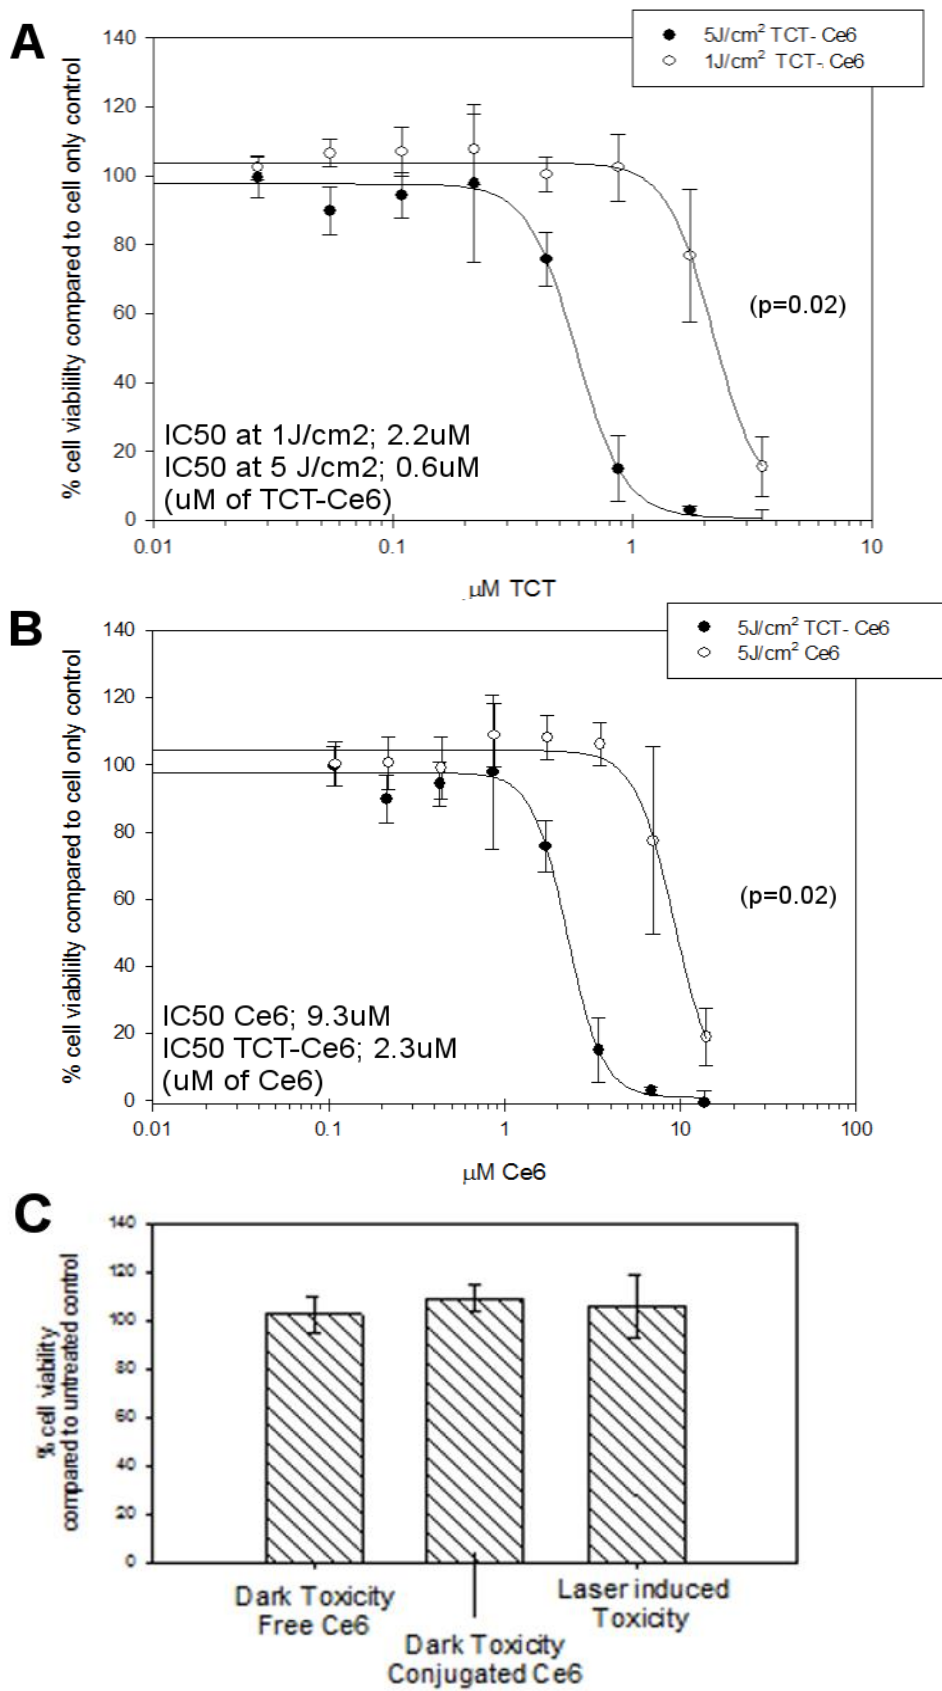 A
5J/cm² TCT- Ce6
1J/cm² TCT- Ce6
% cell viabililty compared to cell only control
140
120
100
80
60
40
20
0
(p=0.02)
IC50 at 1J/cm2; 2.2uM
IC50 at 5 J/cm2; 0.6uM
(uM of TCT-Ce6)
0.01
0.1
1
10
µM TCT
B
5J/cm² TCT- Ce6
5J/cm² Ce6
% cell viabililty compared to cell only control
140
120
100
80
60
40
20
0
(p=0.02)
IC50 Ce6; 9.3uM
IC50 TCT-Ce6; 2.3uM
(uM of Ce6)
0.01
0.1
1
10
100
µM Ce6
C
% cell viability
compared to untreated control
140
120
100
80
60
40
20
0
Dark Toxicity
Free Ce6
Dark Toxicity
Conjugated Ce6
Laser induced
Toxicity